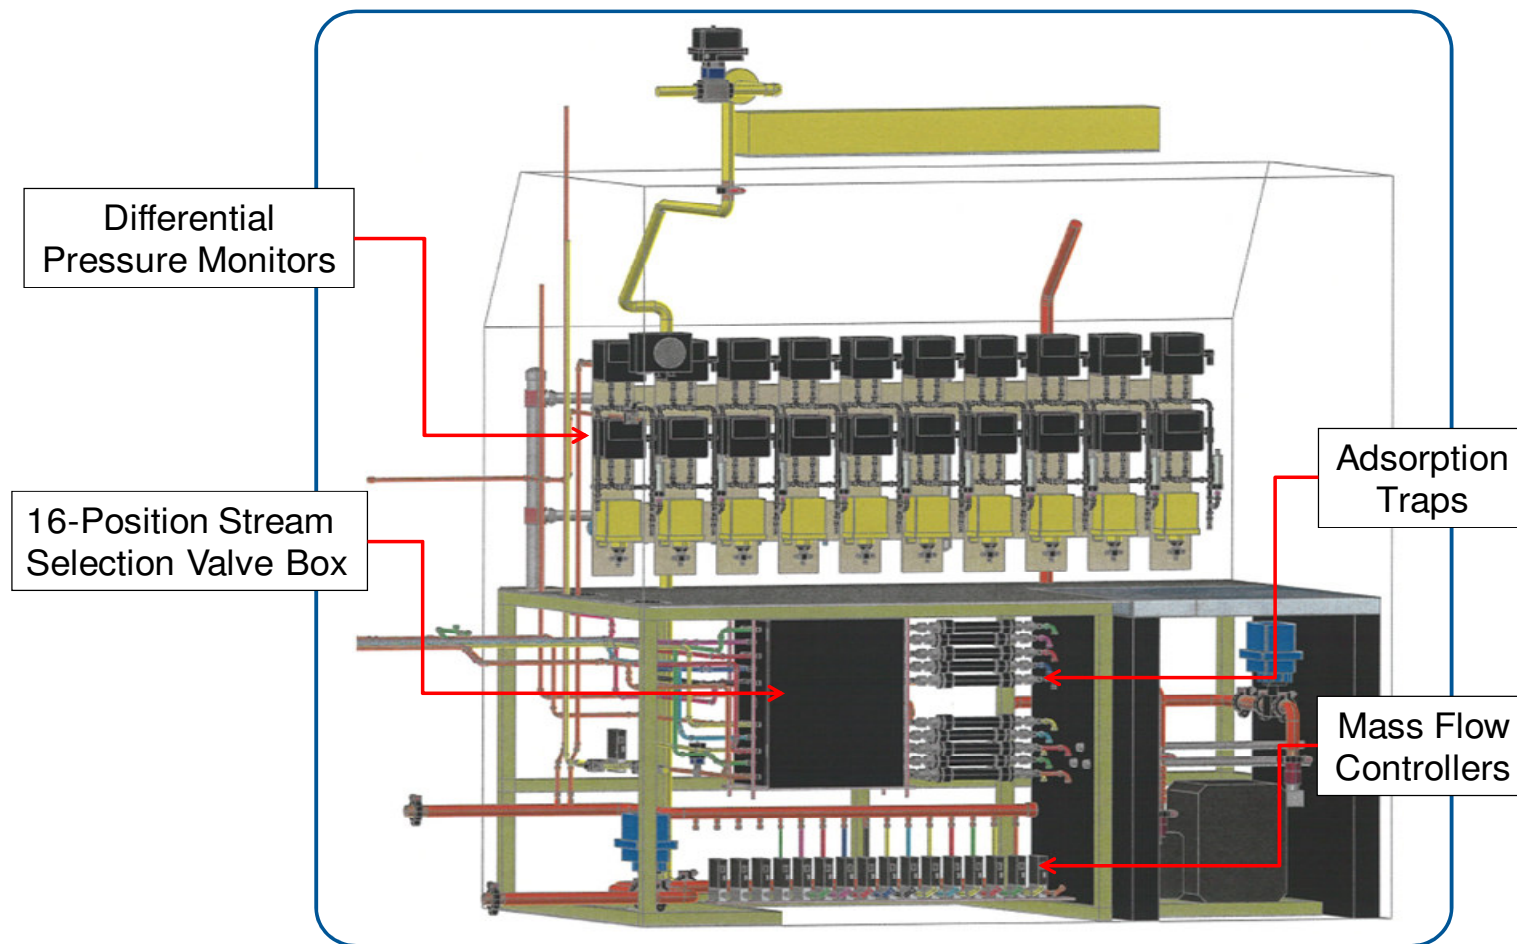 Differential
Pressure Monitors
16-Position Stream
Selection Valve Box
Adsorption
Traps
Mass Flow
Controllers